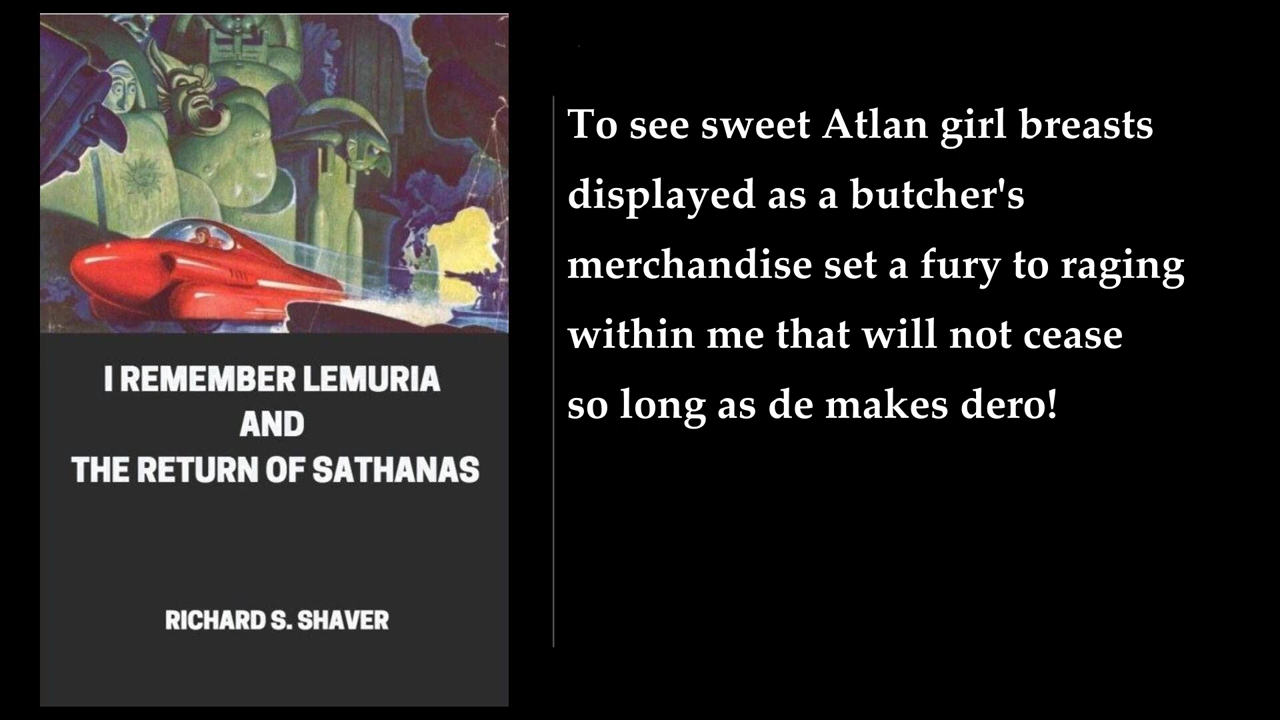 I REMEMBER LEMURIA
AND
THE RETURN OF SATHANAS
RICHARD S. SHAVER
To see sweet Atlan girl breasts
displayed as a butcher's
merchandise set a fury to raging
within me that will not cease
so long as de makes dero!